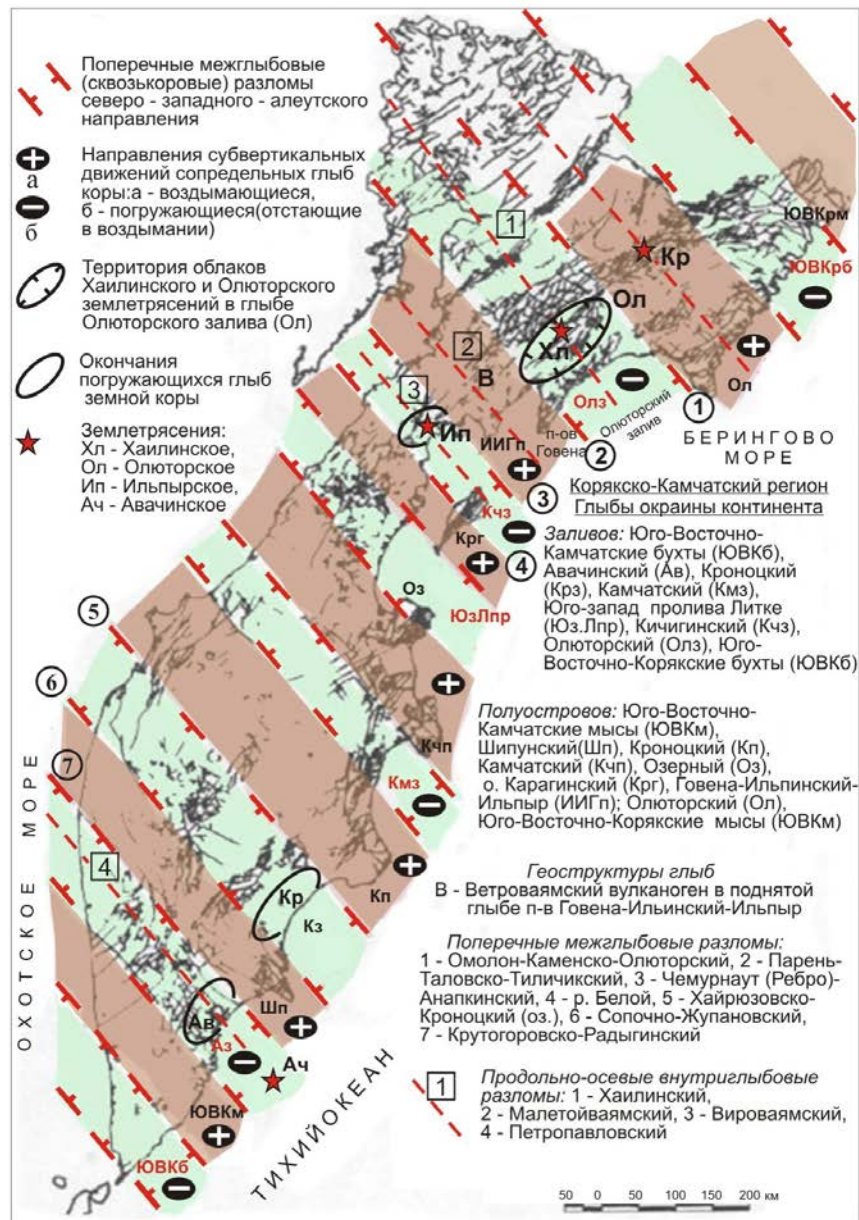 Поперечные межглыбовые
(сквозькоровые) разломы
северо - западного - алеутского
направления
а
б
Направления субвертикальных
движений сопредельных глыб
коры:а - воздымающиеся,
б - погружающиеся(отстающие
в воздымании)
Территория облаков
Хаилинского и Олюторского
землетрясений в глыбе
Олюторского залива (Ол)
Окончания
погружающихся глыб
земной коры
Землетрясения:
Хл - Хаилинское,
Ол - Олюторское
Ип - Ильпырское,
Ач - Авачинское
1
ЮВКрм
ЮВКрб
Кр
Ол
Хл
2
В
3
Ип
ИИГп
п-ов
Говена
Олз
Олюторский
залив
Ол
1
2
3
4
БЕРИНГОВО
МОРЕ
Кчз
Крг
Оз
ЮзЛпр
Кчп
Кмз
5
6
7
4
Кр
Кз
Кп
Шп
Ав
Аз
Ач
ЮВКм
ЮВКб
ОХОТСКОЕ МОРЕ
ТИХИЙОКЕАН
Корякско-Камчатский регион
Глыбы окраины континента
Заливов: Юго-Восточно-
Камчатские бухты (ЮВКб),
Авачинский (Ав), Кроноцкий
(Крз), Камчатский (Кмз),
Юго-запад пролива Литке
(Юз.Лпр), Кичигинский (Кчз),
Олюторский (Олз), Юго-
Восточно-Корякские бухты (ЮВКб)
Полуостровов: Юго-Восточно-
Камчатские мысы (ЮВКм),
Шипунский(Шп), Кроноцкий (Кп),
Камчатский (Кчп), Озерный (Оз),
о. Карагинский (Крг), Говена-Ильпинский-
Ильпыр (ИИГп); Олюторский (Ол),
Юго-Восточно-Корякские мысы (ЮВКм)
Геоструктуры глыб
В - Ветроваямский вулканоген в поднятой
глыбе п-в Говена-Ильинский-Ильпыр
Поперечные межглыбовые разломы:
1 - Омолон-Каменско-Олюторский, 2 - Парень-
Таловско-Тиличикский, 3 - Чемурнаут (Ребро)-
Анапкинский, 4 - р. Белой, 5 - Хайрюзовско-
Кроноцкий (оз.), 6 - Сопочно-Жупановский,
7 - Крутогоровско-Радыгинский
1
Продольно-осевые внутриглыбовые
разломы: 1 - Хаилинский,
2 - Малетойваямский, 3 - Вироваямский,
4 - Петропавловский
50 0 50 100 150 200 км